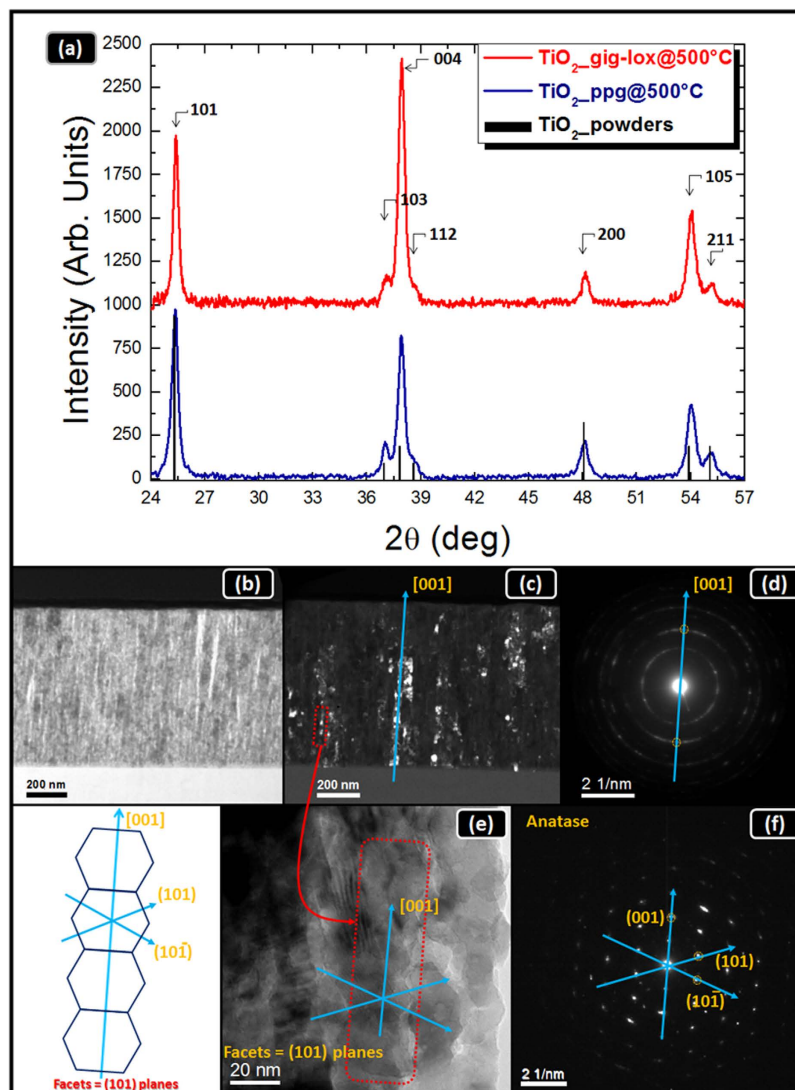 (a)
2500
2250
2000
1750
1500
1250
1000
750
500
250
0
Intensity (Arb. Units)
24 27 30 33 36 39 42 45 48 51 54 57
2θ (deg)
TiO₂_gig-lox@500°C
TiO₂_ppg@500°C
TiO₂_powders
101
004
103
112
200
105
211
(b)
200 nm
(c)
[001]
200 nm
(d)
[001]
2 1/nm
[001]
(101)
(101̄)
Facets = (101) planes
(e)
[001]
Facets = (101) planes
20 nm
Anatase
(f)
(001)
(101)
(101̄)
2 1/nm